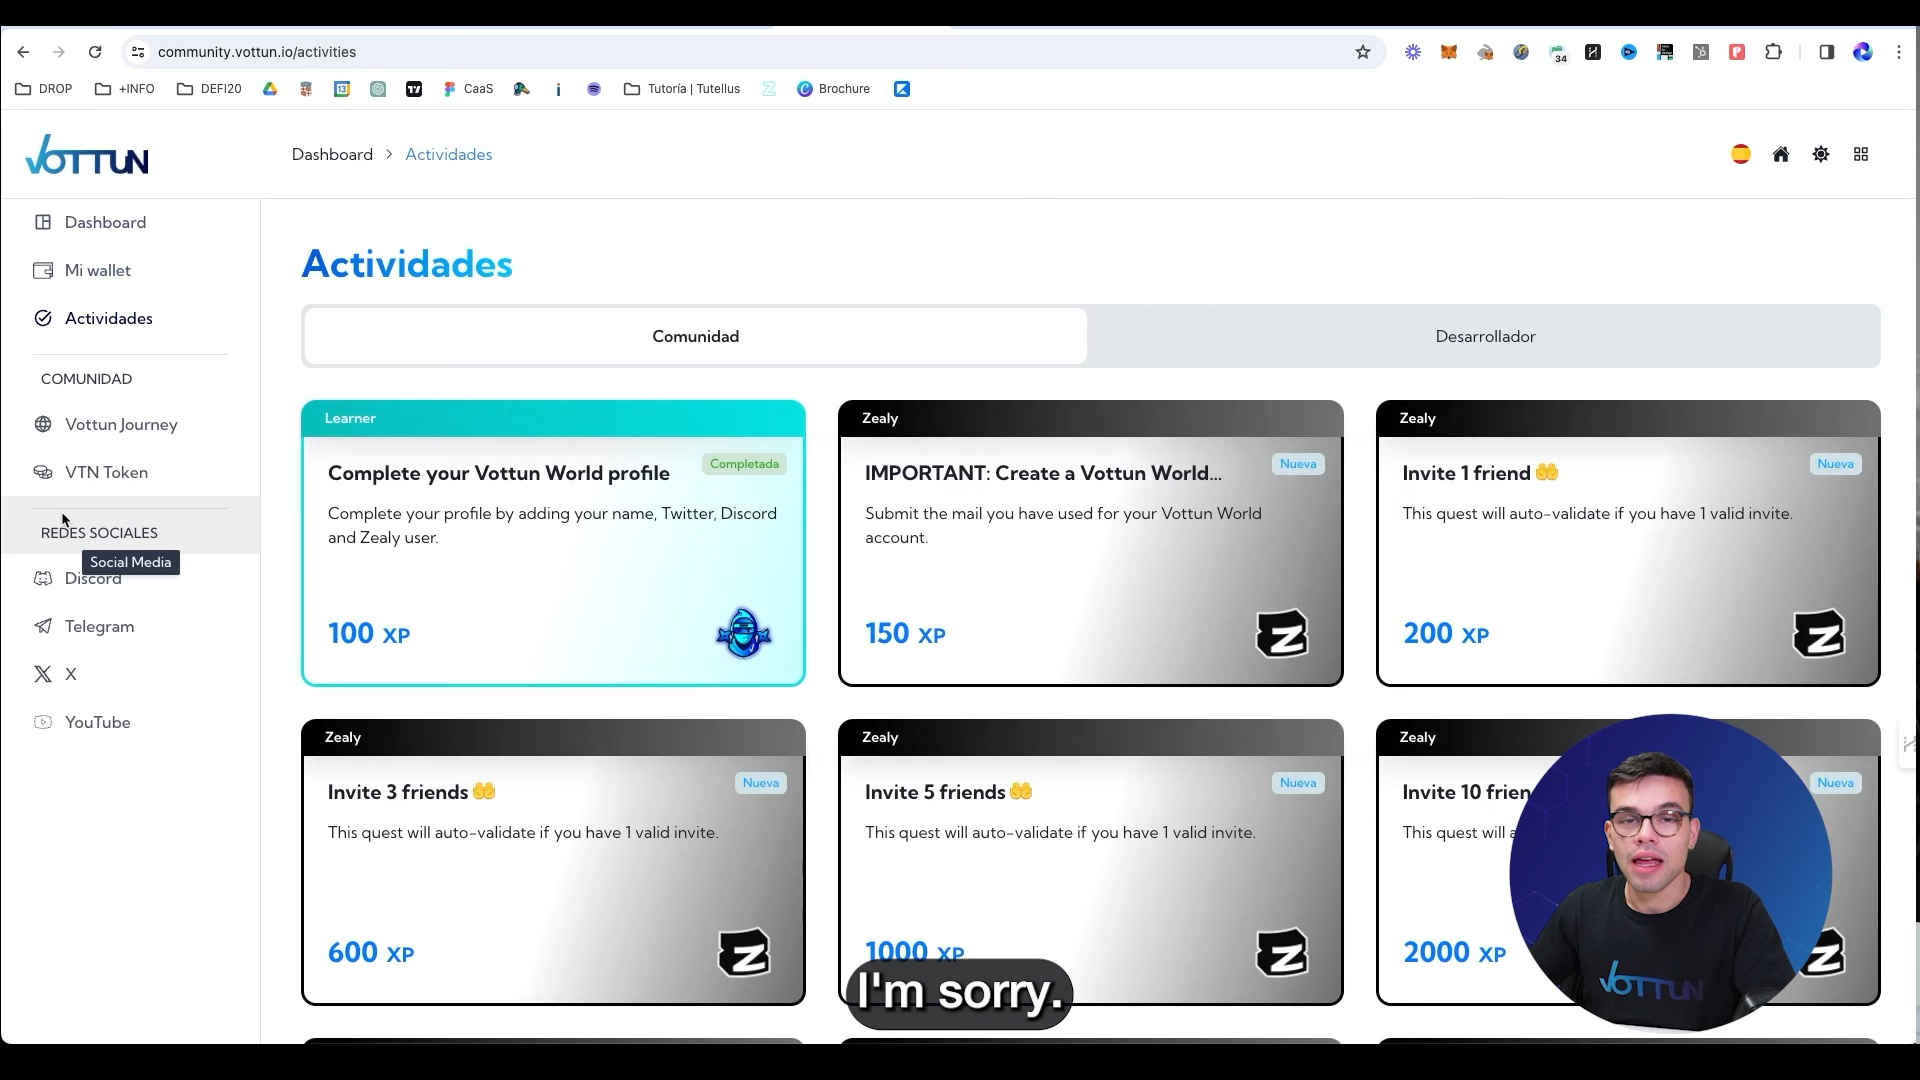 community.vottun.io/activities
34
DROP
+INFO
DEFI20
13
CaaS
i
Tutoría | Tutellus
Brochure
VOTTUN
Dashboard > Actividades
Dashboard
Mi wallet
Actividades
COMUNIDAD
Vottun Journey
VTN Token
REDES SOCIALES
Social Media
Discord
Telegram
X
YouTube
Actividades
Comunidad
Desarrollador
Learner
Complete your Vottun World profile
Completada
Complete your profile by adding your name, Twitter, Discord
and Zealy user.
100 XP
Zealy
IMPORTANT: Create a Vottun World...
Nueva
Submit the mail you have used for your Vottun World
account.
150 XP
Zealy
Invite 1 friend 🤲
Nueva
This quest will auto-validate if you have 1 valid invite.
200 XP
Zealy
Invite 3 friends 🤲
Nueva
This quest will auto-validate if you have 1 valid invite.
600 XP
Zealy
Invite 5 friends 🤲
Nueva
This quest will auto-validate if you have 1 valid invite.
1000 XP
Zealy
Invite 10 frien
Nueva
This quest will a
2000 XP
VOTTUN
I'm sorry.